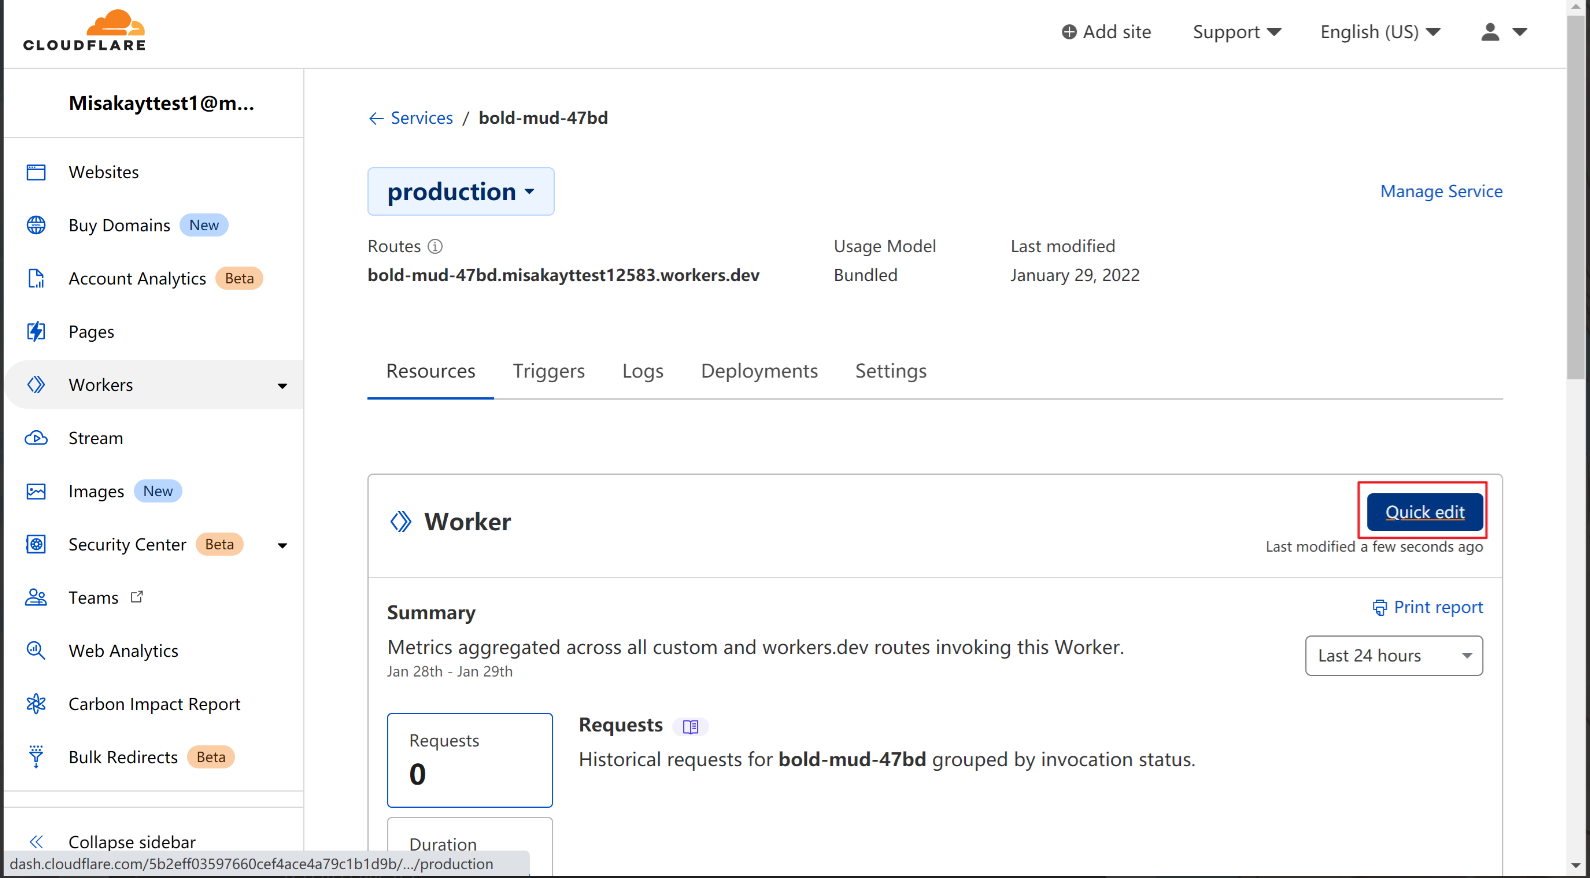 CLOUDFLARE
Add site
Support
English (US)
Misakayttest1@m...
Websites
Buy Domains New
Account Analytics Beta
Pages
Workers
Stream
Images New
Security Center Beta
Teams
Web Analytics
Carbon Impact Report
Bulk Redirects Beta
Collapse sidebar
dash.cloudflare.com/5b2eff03597660cef4ace4a79c1b1d9b/.../production
← Services / bold-mud-47bd
production
Manage Service
Routes
bold-mud-47bd.misakayttest12583.workers.dev
Usage Model
Bundled
Last modified
January 29, 2022
Resources
Triggers
Logs
Deployments
Settings
Worker
Quick edit
Last modified a few seconds ago
Summary
Print report
Metrics aggregated across all custom and workers.dev routes invoking this Worker.
Jan 28th - Jan 29th
Last 24 hours
Requests
0
Requests
Historical requests for bold-mud-47bd grouped by invocation status.
Duration